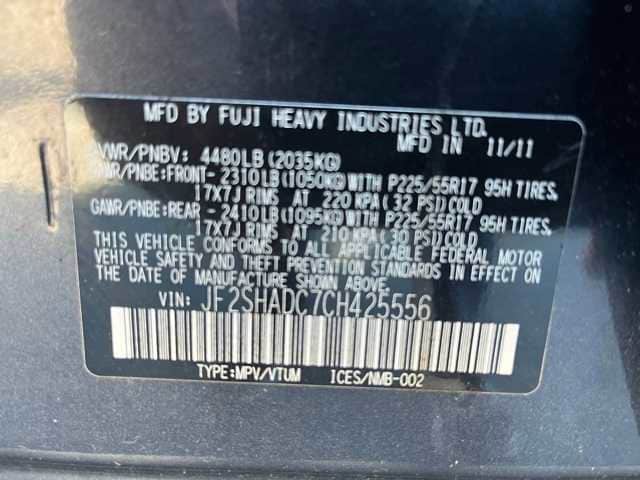 MFD BY FUJI HEAVY INDUSTRIES LTD.
MFD IN 11/11
GVWR/PNBV: 4480LB(2035KG)
GAWR/PNBE:FRONT-2310LB(1050KG)WITH P225/55R17 95H TIRES,
17X7J RIMS AT 220 KPA(32 PSI)COLD
GAWR/PNBE:REAR -2410LB(1095KG)WITH P225/55R17 95H TIRES,
17X7J RIMS AT 210 KPA(30 PSI)COLD
THIS VEHICLE CONFORMS TO ALL APPLICABLE FEDERAL MOTOR
VEHICLE SAFETY AND THEFT PREVENTION STANDARDS IN EFFECT ON
THE DATE OF MANUFACTURE SHOWN ABOVE.
VIN: JF2SHADC7CH425556
TYPE:MPV/VTUM ICES/NMB-002